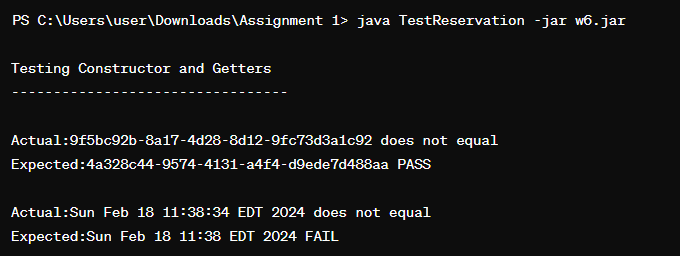 PS C:\Users\user\Downloads\Assignment 1> java TestReservation -jar w6.jar
Testing Constructor and Getters
---------------------------------
Actual:9f5bc92b-8a17-4d28-8d12-9fc73d3a1c92 does not equal
Expected:4a328c44-9574-4131-a4f4-d9ede7d488aa PASS
Actual:Sun Feb 18 11:38:34 EDT 2024 does not equal
Expected:Sun Feb 18 11:38 EDT 2024 FAIL